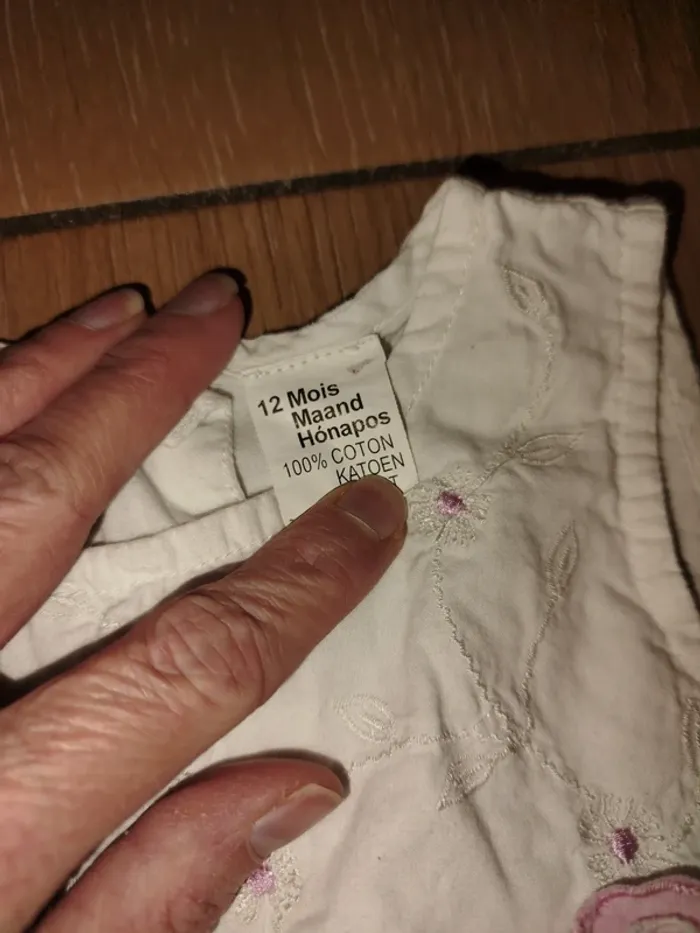 12 Mois
Maand
Hónapos
100% COTON
KATOEN